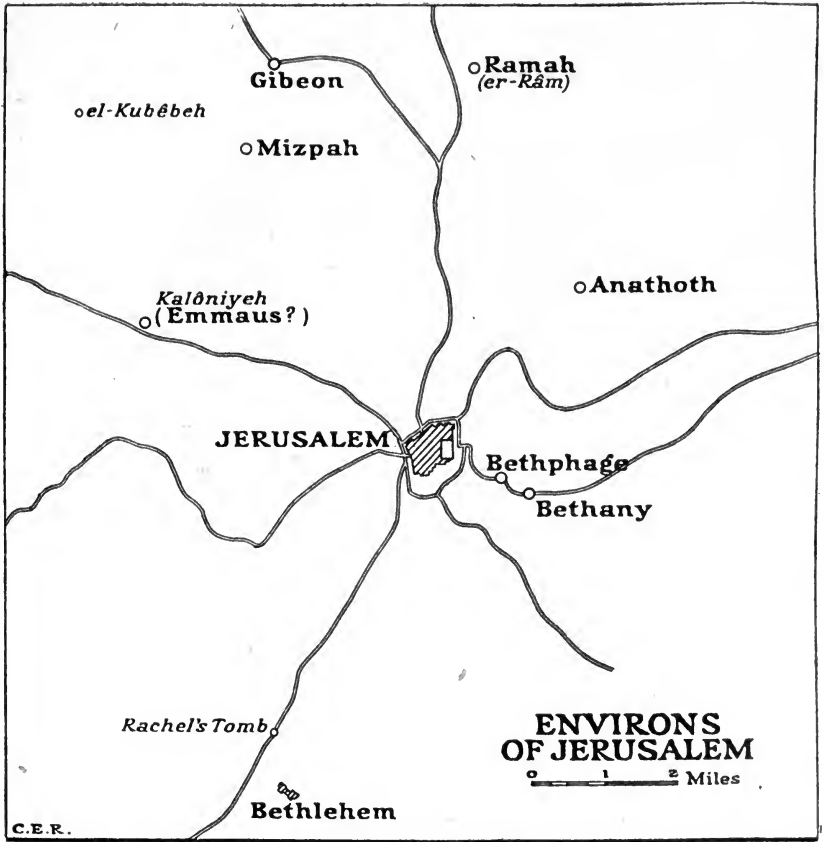 Gibeon
Ramah
(er-Râm)
el-Kubêbeh
Mizpah
Anathoth
Kalôniyeh
(Emmaus?)
JERUSALEM
Bethphage
Bethany
Rachel's Tomb
Bethlehem
ENVIRONS
OF JERUSALEM
0 1 2 Miles
C.E.R.